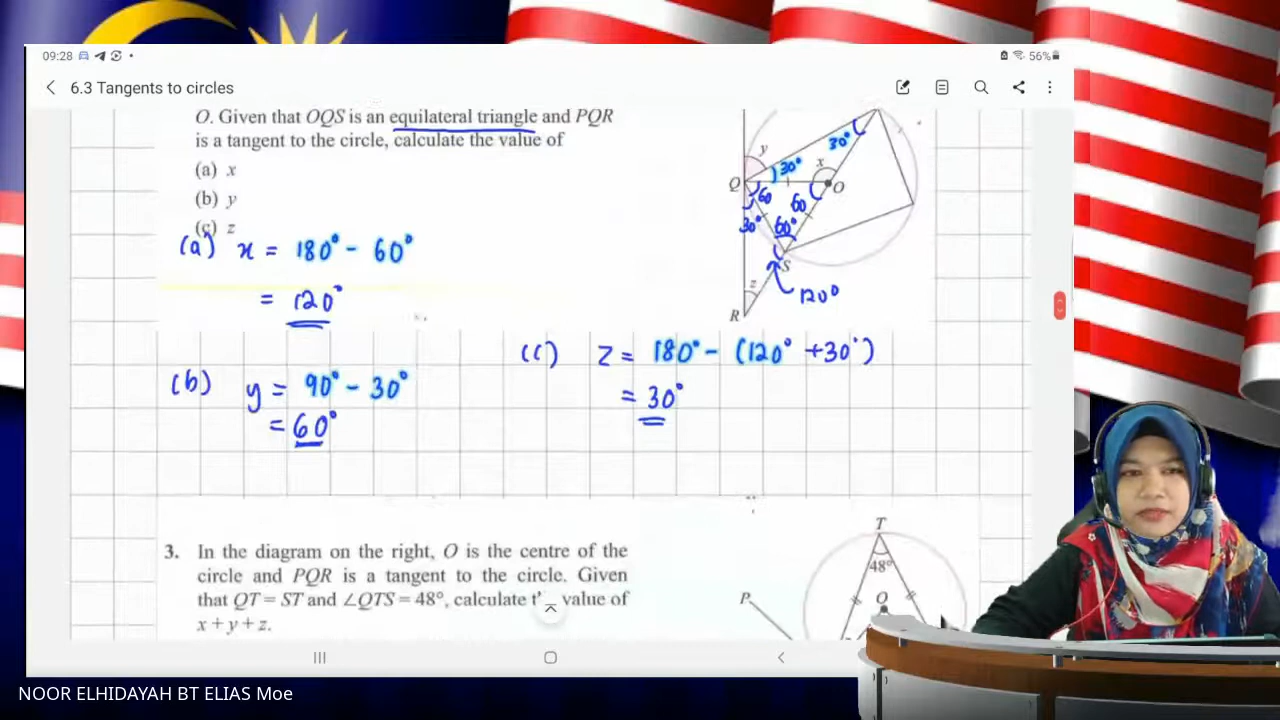 09:28
56%
6.3 Tangents to circles
O. Given that OQS is an equilateral triangle and PQR
is a tangent to the circle, calculate the value of
(a) x
(b) y
(c) z
(a) x = 180° - 60°
= 120°
(b) y = 90° - 30°
= 60°
y
30°
30°
x
Q
60
60
O
30°
60°
S
z
120°
R
(c) z = 180° - (120° + 30°)
= 30°
3. In the diagram on the right, O is the centre of the
circle and PQR is a tangent to the circle. Given
that QT = ST and ∠QTS = 48°, calculate value of
x + y + z.
T
48°
P
O
NOOR ELHIDAYAH BT ELIAS Moe